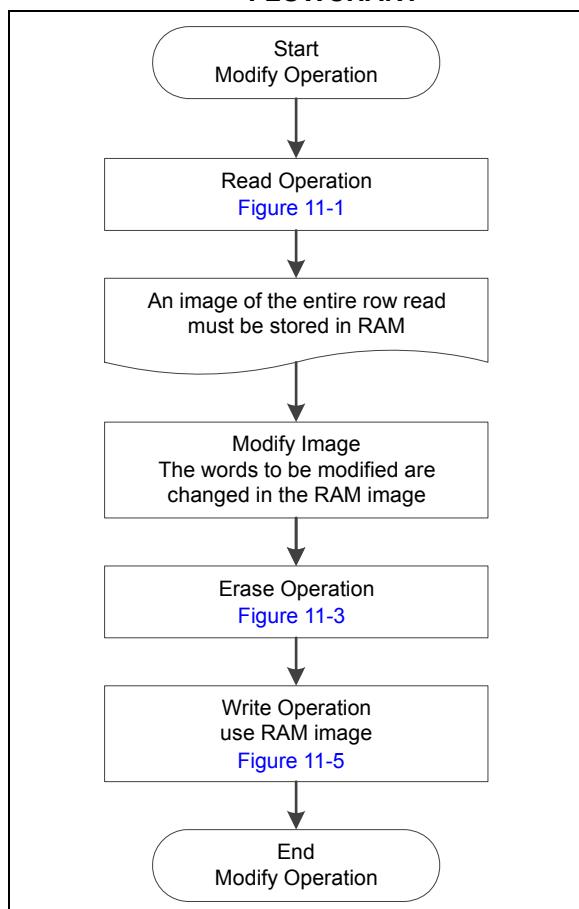 FLOWCHART
Start
Modify Operation
Read Operation
Figure 11-1
An image of the entire row read
must be stored in RAM
Modify Image
The words to be modified are
changed in the RAM image
Erase Operation
Figure 11-3
Write Operation
use RAM image
Figure 11-5
End
Modify Operation